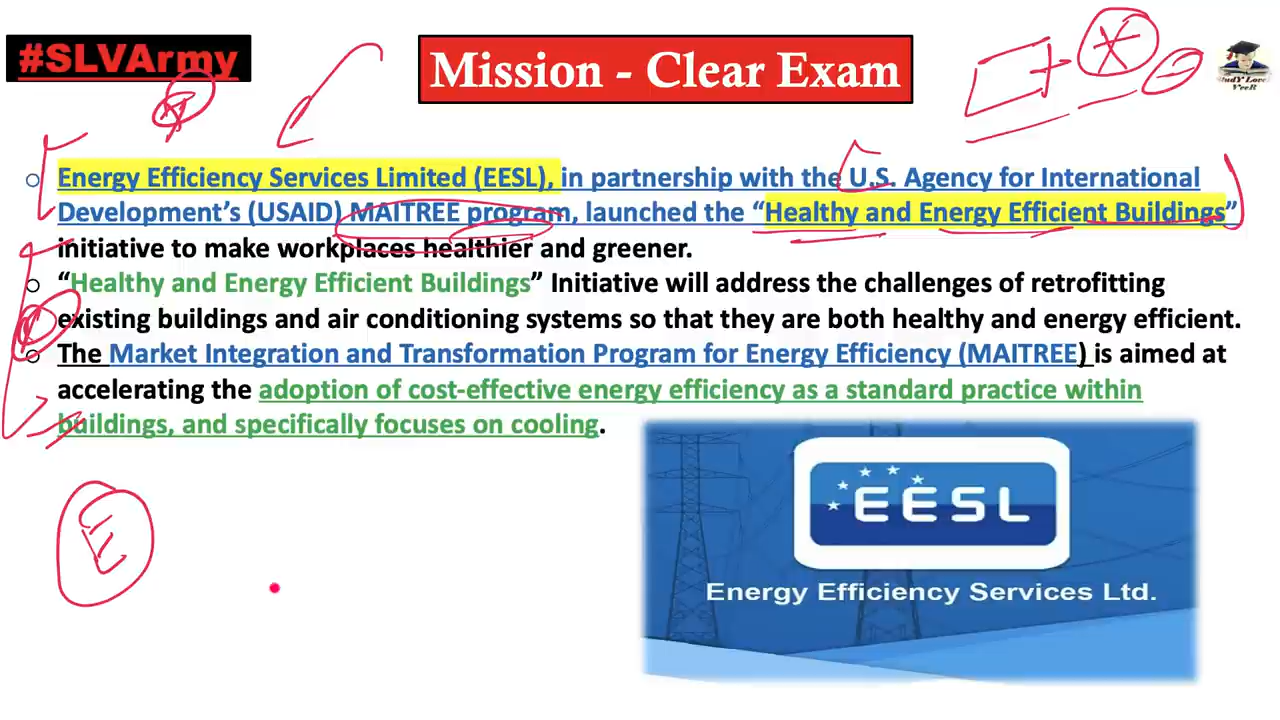 #SLVArmy
Mission - Clear Exam
StudY Lover
VeeR
Energy Efficiency Services Limited (EESL), in partnership with the U.S. Agency for International
Development's (USAID) MAITREE program, launched the “Healthy and Energy Efficient Buildings”
initiative to make workplaces healthier and greener.
“Healthy and Energy Efficient Buildings” Initiative will address the challenges of retrofitting
existing buildings and air conditioning systems so that they are both healthy and energy efficient.
The Market Integration and Transformation Program for Energy Efficiency (MAITREE) is aimed at
accelerating the adoption of cost-effective energy efficiency as a standard practice within
buildings, and specifically focuses on cooling.
E
EESL
Energy Efficiency Services Ltd.